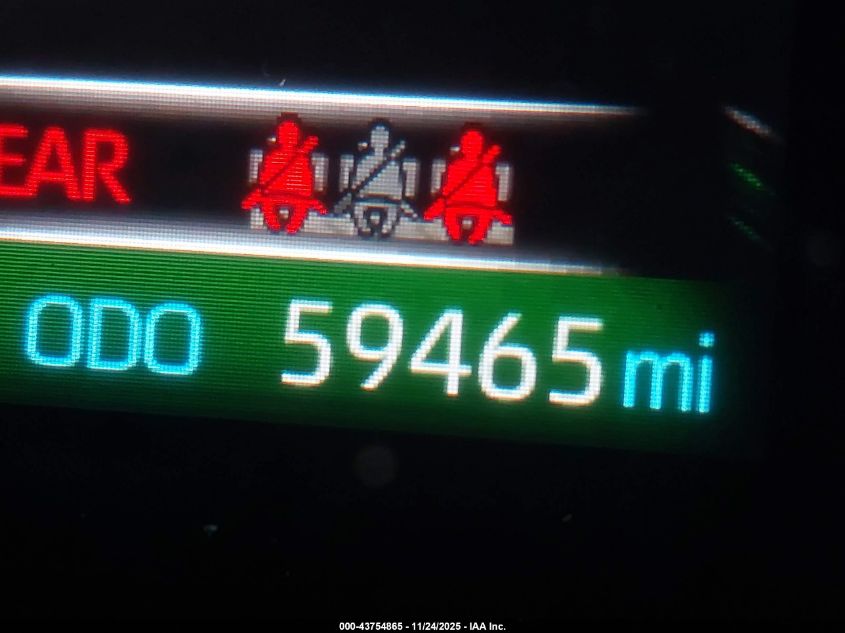 EAR
ODO 59465 mi
000-43754865 - 11/24/2025 - IAA Inc.